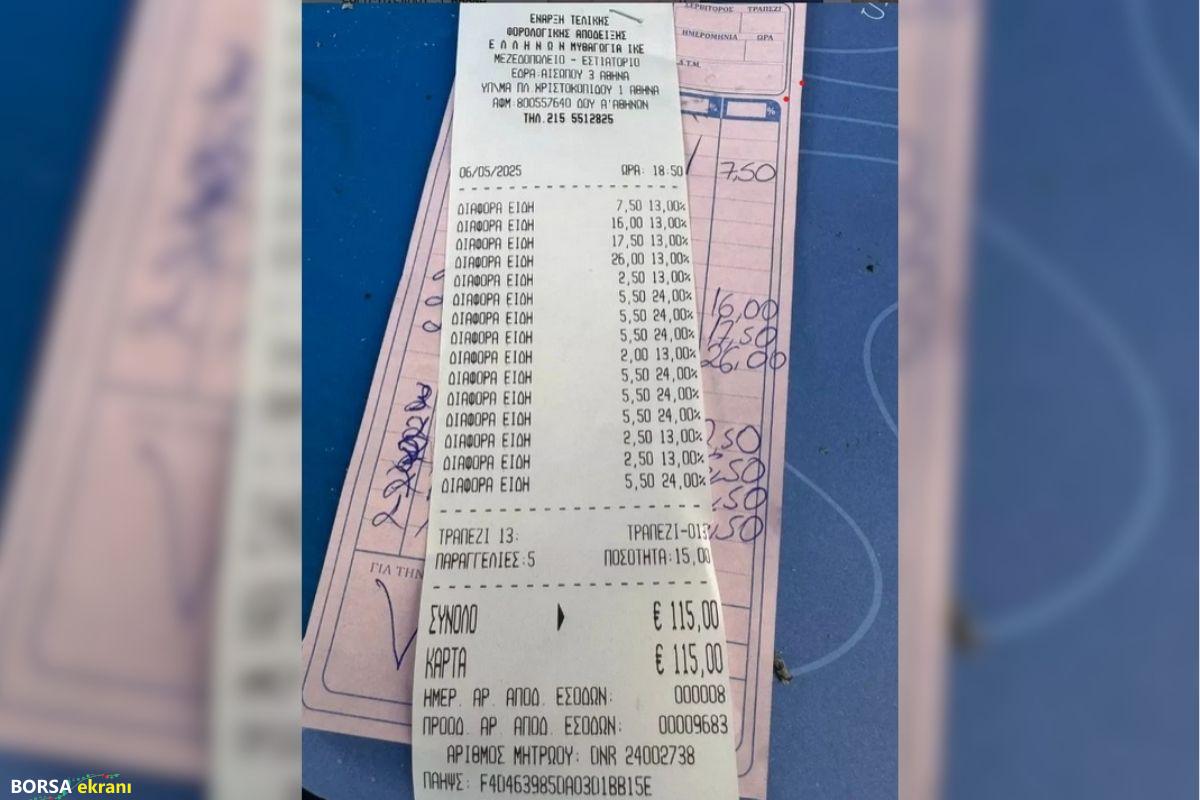 ΕΝΑΡΞΗ ΤΕΛΙΚΗΣ
ΦΟΡΟΛΟΓΙΚΗΣ ΑΠΟΔΕΙΞΗΣ
ΕΛΛΗΝΩΝ ΜΥΘΑΓΩΓΙΑ ΙΚΕ
ΜΕΖΕΔΟΠΩΛΕΙΟ - ΕΣΤΙΑΤΟΡΙΟ
ΕΔΡΑ:ΑΙΣΩΠΟΥ 3 ΑΘΗΝΑ
ΥΠ\ΜΑ ΠΛ.ΧΡΙΣΤΟΚΟΠΙΔΟΥ 1 ΑΘΗΝΑ
ΑΦΜ:800557640 ΔΟΥ Α'ΑΘΗΝΩΝ
ΤΗΛ.215 5512825
06/05/2025 ΩΡΑ: 18:50
ΔΙΑΦΟΡΑ ΕΙΔΗ 7,50 13,00%
ΔΙΑΦΟΡΑ ΕΙΔΗ 16,00 13,00%
ΔΙΑΦΟΡΑ ΕΙΔΗ 17,50 13,00%
ΔΙΑΦΟΡΑ ΕΙΔΗ 26,00 13,00%
ΔΙΑΦΟΡΑ ΕΙΔΗ 2,50 13,00%
ΔΙΑΦΟΡΑ ΕΙΔΗ 5,50 24,00%
ΔΙΑΦΟΡΑ ΕΙΔΗ 5,50 24,00%
ΔΙΑΦΟΡΑ ΕΙΔΗ 5,50 24,00%
ΔΙΑΦΟΡΑ ΕΙΔΗ 2,00 13,00%
ΔΙΑΦΟΡΑ ΕΙΔΗ 5,50 24,00%
ΔΙΑΦΟΡΑ ΕΙΔΗ 5,50 24,00%
ΔΙΑΦΟΡΑ ΕΙΔΗ 5,50 24,00%
ΔΙΑΦΟΡΑ ΕΙΔΗ 2,50 13,00%
ΔΙΑΦΟΡΑ ΕΙΔΗ 2,50 13,00%
ΔΙΑΦΟΡΑ ΕΙΔΗ 5,50 24,00%
ΤΡΑΠΕΖΙ 13: ΤΡΑΠΕΖΙ-013
ΠΑΡΑΓΓΕΛΙΕΣ:5 ΠΟΣΟΤΗΤΑ:15,00
ΣΥΝΟΛΟ € 115,00
ΚΑΡΤΑ € 115,00
ΗΜΕΡ. ΑΡ. ΑΠΟΔ. ΕΣΟΔΩΝ: 000008
ΠΡΟΟΔ. ΑΡ. ΑΠΟΔ. ΕΣΟΔΩΝ: 00009683
ΑΡΙΘΜΟΣ ΜΗΤΡΩΟΥ: DNR 24002738
ΠΑΗΨΣ: F4D463985DA03D1BB15E
ΣΕΡΒΙΤΟΡΟΣ ΤΡΑΠΕΖΙ
ΗΜΕΡΟΜΗΝΙΑ ΩΡΑ
% %
7,50
16,00
17,50
26,00
2,50
ΓΙΑ ΤΗΝ
BORSA ekranı